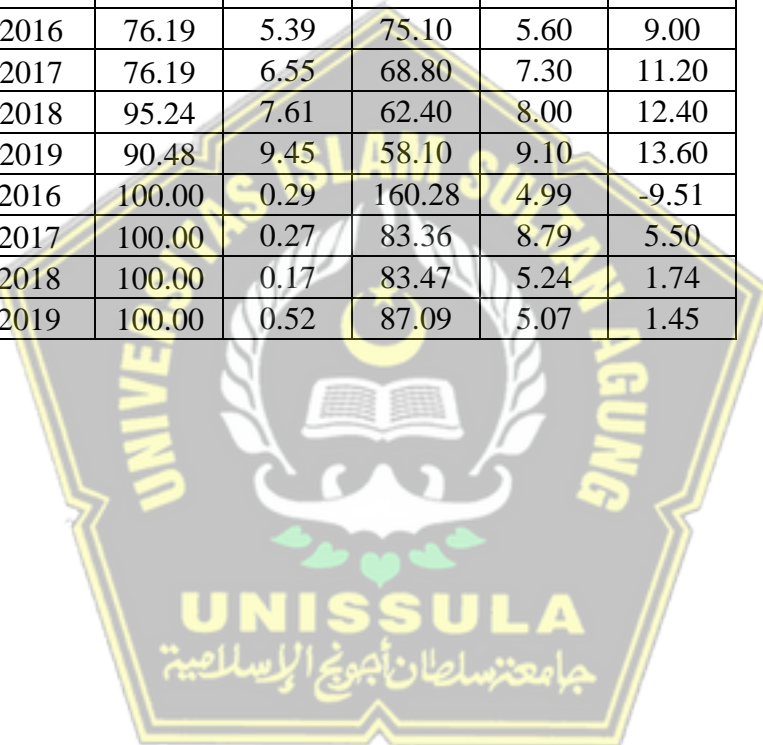 2016 76.19 5.39 75.10 5.60 9.00
2017 76.19 6.55 68.80 7.30 11.20
2018 95.24 7.61 62.40 8.00 12.40
2019 90.48 9.45 58.10 9.10 13.60
2016 100.00 0.29 160.28 4.99 -9.51
2017 100.00 0.27 83.36 8.79 5.50
2018 100.00 0.17 83.47 5.24 1.74
2019 100.00 0.52 87.09 5.07 1.45
UNIVERSITAS ISLAM SULTAN AGUNG
UNISSULA
جامعتنسلطان أجونج الإسلامية